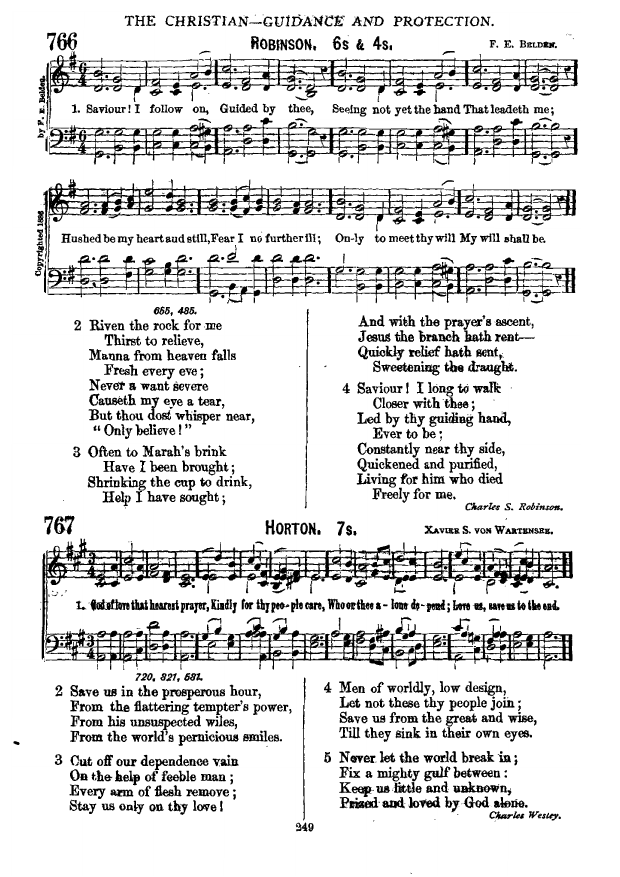 THE CHRISTIAN—GUIDANCE AND PROTECTION.
766
ROBINSON. 6s & 4s.
F. E. BELDEN.
by F. E. Belden.
1. Saviour! I follow on, Guided by thee, Seeing not yet the hand That leadeth me;
Copyrighted 1886
Hushed be my heart and still, Fear I no further ill; On-ly to meet thy will My will shall be.
655, 485.
2 Riven the rock for me
Thirst to relieve,
Manna from heaven falls
Fresh every eve;
Never a want severe
Causeth my eye a tear,
But thou dost whisper near,
"Only believe!"
3 Often to Marah's brink
Have I been brought;
Shrinking the cup to drink,
Help I have sought;
And with the prayer's ascent,
Jesus the branch hath rent—
Quickly relief hath sent,
Sweetening the draught.
4 Saviour! I long to walk
Closer with thee;
Led by thy guiding hand,
Ever to be;
Constantly near thy side,
Quickened and purified,
Living for him who died
Freely for me.
Charles S. Robinson.
767
HORTON. 7s.
XAVIER S. VON WARTENSEE.
1. God of love that hearest prayer, Kindly for thy peo-ple care, Who on thee a-lone de-pend; Love us, save us to the end.
720, 821, 581.
2 Save us in the prosperous hour,
From the flattering tempter's power,
From his unsuspected wiles,
From the world's pernicious smiles.
3 Cut off our dependence vain
On the help of feeble man;
Every arm of flesh remove;
Stay us only on thy love!
4 Men of worldly, low design,
Let not these thy people join;
Save us from the great and wise,
Till they sink in their own eyes.
5 Never let the world break in;
Fix a mighty gulf between:
Keep us little and unknown,
Prized and loved by God alone.
Charles Wesley.
249